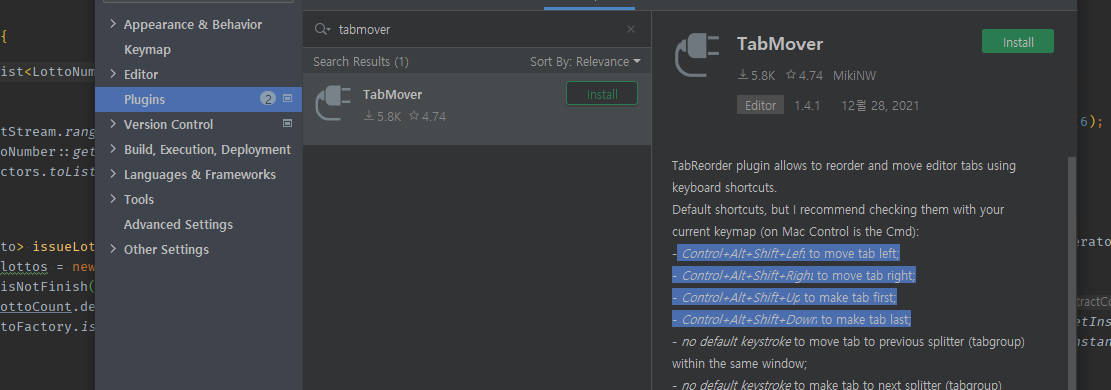 {
ist<LottoNum
tStream.rang
oNumber::get
ctors.toList
to> issueLot
lottos = new
isNotFinish(
ottoCount.de
toFactory.is
Appearance & Behavior
Keymap
Editor
Plugins 2
Version Control
Build, Execution, Deployment
Languages & Frameworks
Tools
Advanced Settings
Other Settings
tabmover
Search Results (1) Sort By: Relevance
TabMover Install
5.8K 4.74
TabMover Install
5.8K 4.74 MikiNW
Editor 1.4.1 12월 28, 2021
TabReorder plugin allows to reorder and move editor tabs using
keyboard shortcuts.
Default shortcuts, but I recommend checking them with your
current keymap (on Mac Control is the Cmd):
- Control+Alt+Shift+Left to move tab left;
- Control+Alt+Shift+Right to move tab right;
- Control+Alt+Shift+Up to make tab first;
- Control+Alt+Shift+Down to make tab last;
- no default keystroke to move tab to previous splitter (tabgroup)
within the same window;
- no default keystroke to make tab to next splitter (tabgroup)
6);
erato
tractCo
etIns
nstan